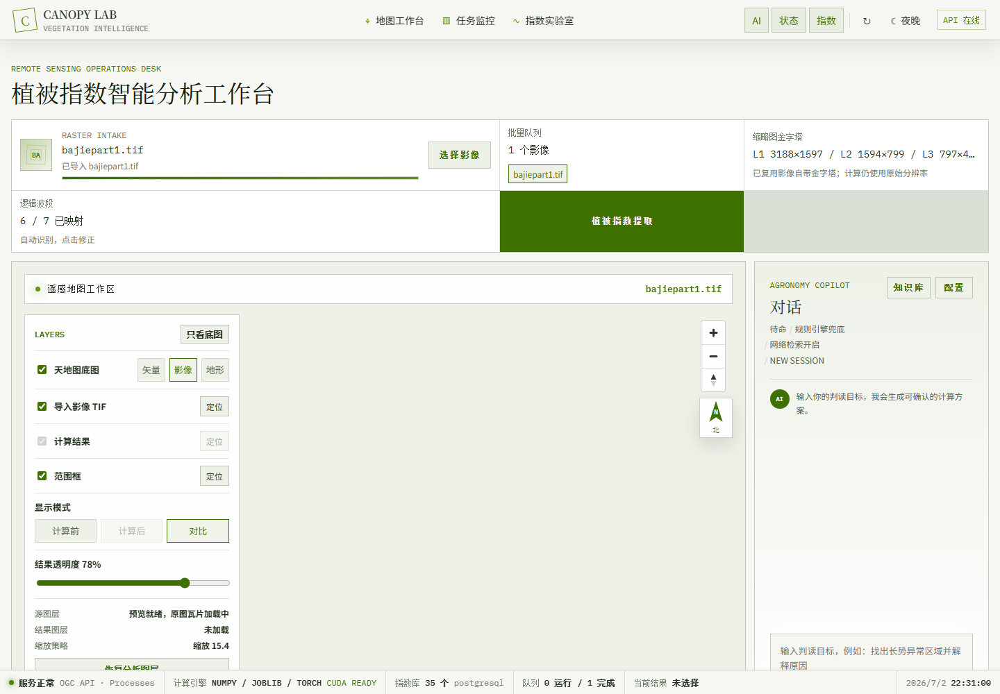 C
CANOPY LAB
VEGETATION INTELLIGENCE
地图工作台
任务监控
指数实验室
AI
状态
指数
夜晚
API 在线
REMOTE SENSING OPERATIONS DESK
植被指数智能分析工作台
BA
RASTER INTAKE
bajiepart1.tif
已导入 bajiepart1.tif
选择影像
批量队列
1 个影像
bajiepart1.tif
缩略图金字塔
L1 3188×1597 / L2 1594×799 / L3 797×4…
已复用影像自带金字塔；计算仍使用原始分辨率
逻辑波段
6 / 7 已映射
自动识别，点击修正
植被指数提取
遥感地图工作区
bajiepart1.tif
LAYERS
只看底图
天地图底图
矢量
影像
地形
导入影像 TIF
定位
计算结果
定位
范围框
定位
显示模式
计算前
计算后
对比
结果透明度 78%
源图层
预览就绪，原图瓦片加载中
结果图层
未加载
缩放策略
缩放 15.4
恢复分析图层
N
北
AGRONOMY COPILOT
对话
知识库
配置
待命 / 规则引擎兜底
/ 网络检索开启
/ NEW SESSION
AI
输入你的判读目标，我会生成可确认的计算方
案。
输入判读目标，例如：找出长势异常区域并解
释原因
服务正常 OGC API · Processes
计算引擎 NUMPY / JOBLIB / TORCH CUDA READY
指数库 35 个 postgresql
队列 0 运行 / 1 完成
当前结果 未选择
2026/7/2 22:31:00